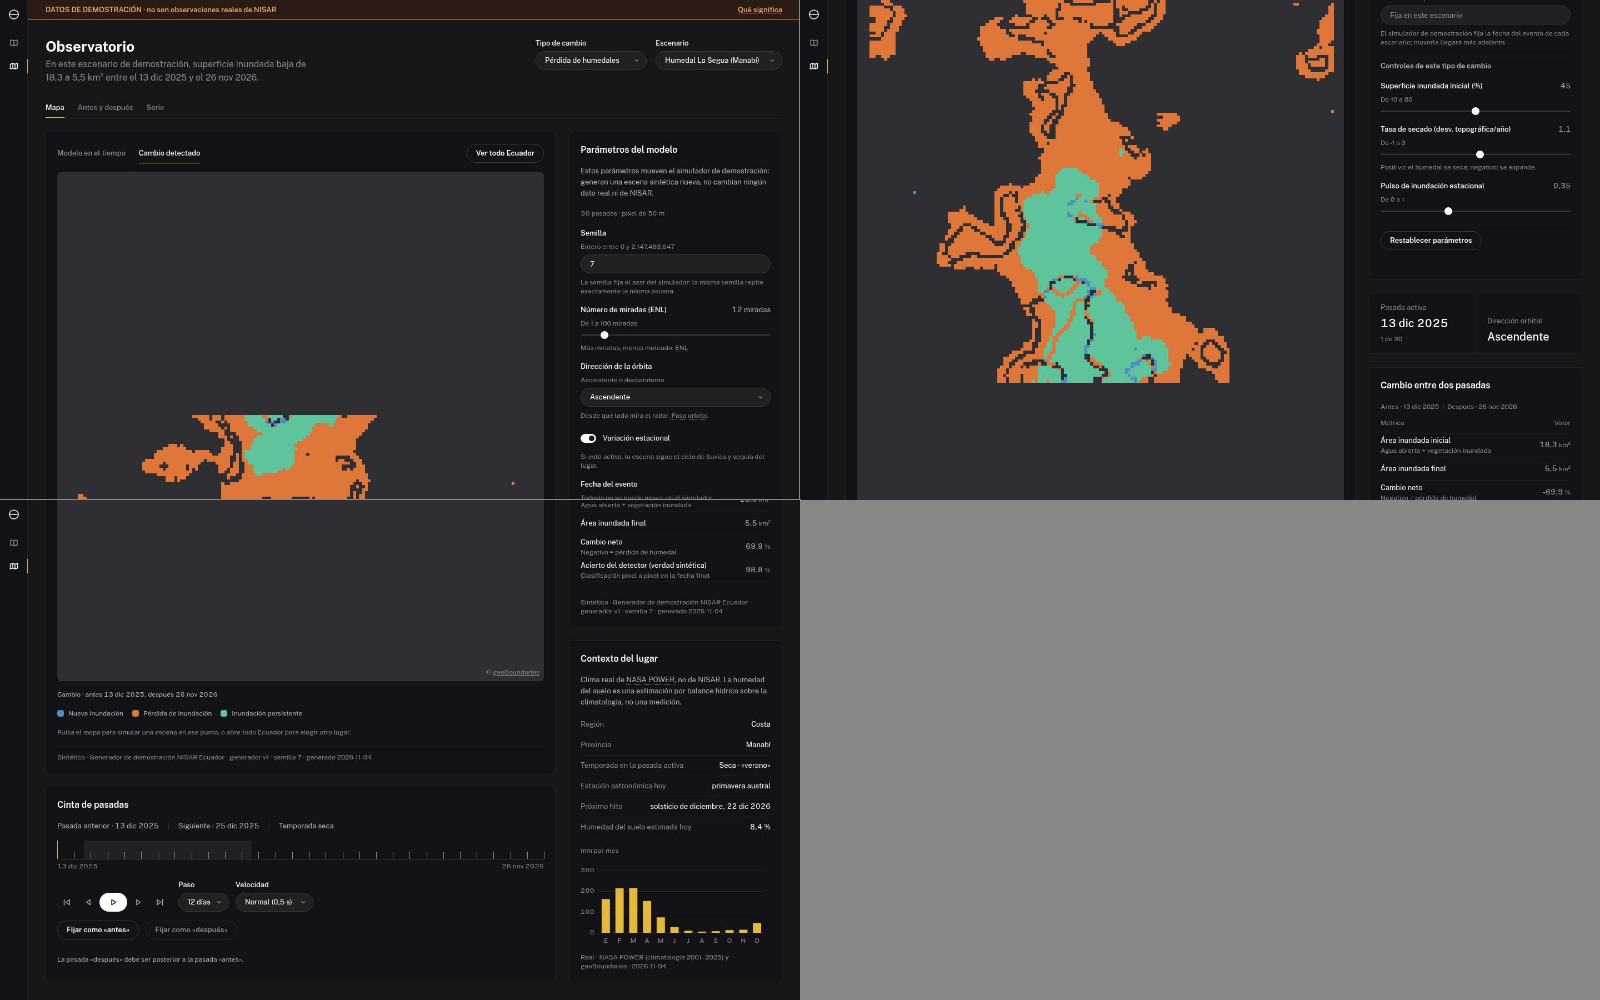 DATOS DE DEMOSTRACIÓN · no son observaciones reales de NISAR
Qué significa
Observatorio
En este escenario de demostración, superficie inundada baja de
18,3 a 5,5 km² entre el 13 dic 2025 y el 26 nov 2026.
Tipo de cambio
Pérdida de humedales
Escenario
Humedal La Segua (Manabí)
Mapa
Antes y después
Serie
Modelo en el tiempo
Cambio detectado
Ver todo Ecuador
Parámetros del modelo
Estos parámetros mueven el simulador de demostración:
generan una escena sintética nueva, no cambian ningún
dato real ni de NISAR.
30 pasadas · píxel de 50 m
Semilla
Entero entre 0 y 2.147.483.647
7
La semilla fija el azar del simulador: la misma semilla repite
exactamente la misma escena.
Número de miradas (ENL)
12 miradas
De 1 a 100 miradas
Más miradas, menos moteado. ENL
Dirección de la órbita
Ascendente o descendente
Ascendente
Desde qué lado mira el radar. Paso orbital.
Variación estacional
Si está activa, la escena sigue el ciclo de lluvias y sequía del
lugar.
Fecha del evento
Fija en este escenario
El simulador de demostración fija la fecha del evento de cada
escenario; moverla llegará más adelante.
Controles de este tipo de cambio
Superficie inundada inicial (%)
45
De 10 a 80
Tasa de secado (desv. topográfica/año)
1,1
De -1 a 3
Positivo: el humedal se seca; negativo: se expande.
Pulso de inundación estacional
0,35
De 0 a 1
Restablecer parámetros
Pasada activa
13 dic 2025
1 de 30
Dirección orbital
Ascendente
Cambio entre dos pasadas
Antes · 13 dic 2025 | Después · 26 nov 2026
Métrica
Valor
Área inundada inicial
18,3 km²
Agua abierta + vegetación inundada
Área inundada final
5,5 km²
Cambio neto
-69,9 %
Negativo = pérdida de humedal
Agua abierta + vegetación inundada
Área inundada final
5,5 km²
Cambio neto
-69,9 %
Negativo = pérdida de humedal
Acierto del detector (verdad sintética)
98,8 %
Clasificación píxel a píxel en la fecha final
Sintético · Generador de demostración NISAR Ecuador ·
generador v1 · semilla 7 · generado 2026-11-04
© geoBoundaries
Cambio · antes 13 dic 2025, después 26 nov 2026
Nueva inundación
Pérdida de inundación
Inundación persistente
Pulsa el mapa para simular una escena en ese punto, o abre todo Ecuador para elegir otro lugar.
Sintético · Generador de demostración NISAR Ecuador · generador v1 · semilla 7 · generado 2026-11-04
Cinta de pasadas
Pasada anterior · 13 dic 2025 | Siguiente · 25 dic 2025 | Temporada seca
13 dic 2025
26 nov 2026
Paso
12 días
Velocidad
Normal (0,5 s)
Fijar como «antes»
Fijar como «después»
La pasada «después» debe ser posterior a la pasada «antes».
Contexto del lugar
Clima real de NASA POWER, no de NISAR. La humedad
del suelo es una estimación por balance hídrico sobre la
climatología, no una medición.
Región
Costa
Provincia
Manabí
Temporada en la pasada activa
Seca · «verano»
Estación astronómica hoy
primavera austral
Próximo hito
solsticio de diciembre, 22 dic 2026
Humedad del suelo estimada hoy
8,4 %
mm por mes
300
200
100
0
E F M A M J J A S O N D
Real · NASA POWER (climatología 2001–2025) y
geoBoundaries · 2026-11-04